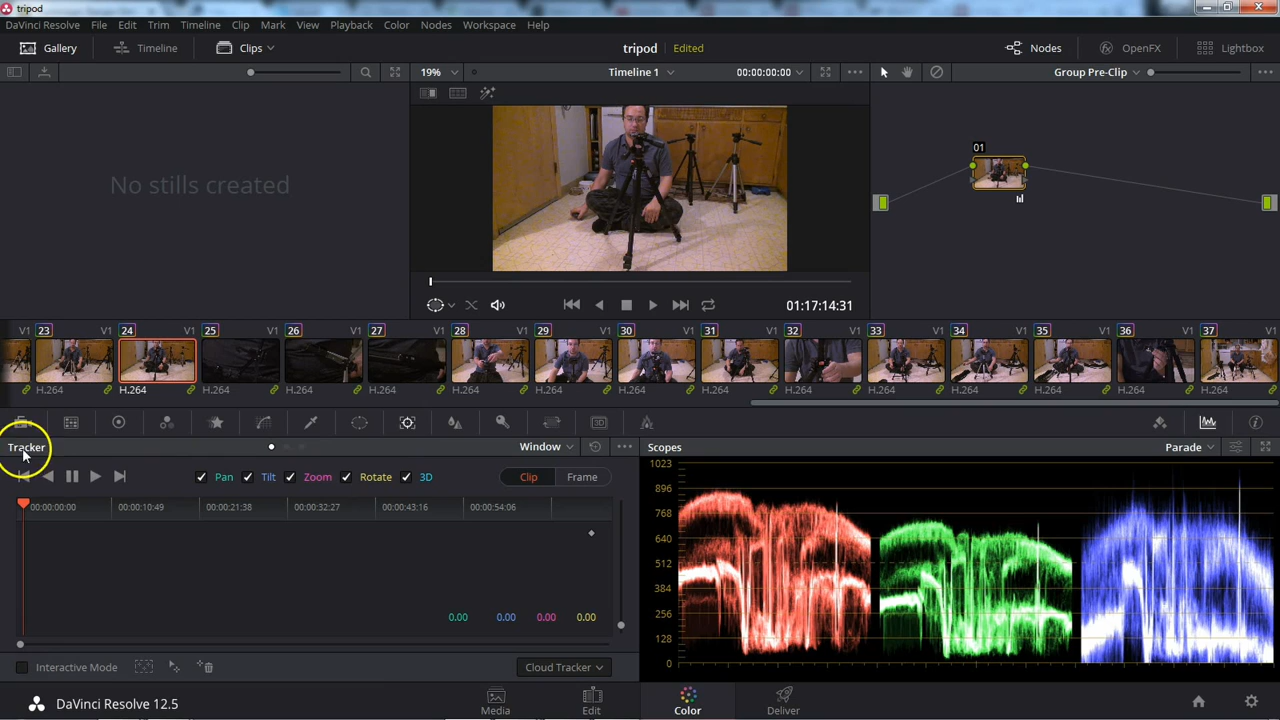 tripod
DaVinci Resolve File Edit Trim Timeline Clip Mark View Playback Color Nodes Workspace Help
Gallery Timeline Clips tripod Edited Nodes OpenFX Lightbox
19% Timeline 1 00:00:00:00 Group Pre-Clip
No stills created
01
01:17:14:31
V1 23 V1 24 V1 25 V1 26 V1 27 V1 28 V1 29 V1 30 V1 31 V1 32 V1 33 V1 34 V1 35 V1 36 V1 37 V1
H.264 H.264 H.264 H.264 H.264 H.264 H.264 H.264 H.264 H.264 H.264 H.264 H.264 H.264 H.264
Tracker Window Scopes Parade
Pan Tilt Zoom Rotate 3D Clip Frame
00:00:00:00 00:00:10:49 00:00:21:38 00:00:32:27 00:00:43:16 00:00:54:06
0.00 0.00 0.00 0.00
Interactive Mode Cloud Tracker
1023
896
768
640
512
384
256
128
0
DaVinci Resolve 12.5 Media Edit Color Deliver